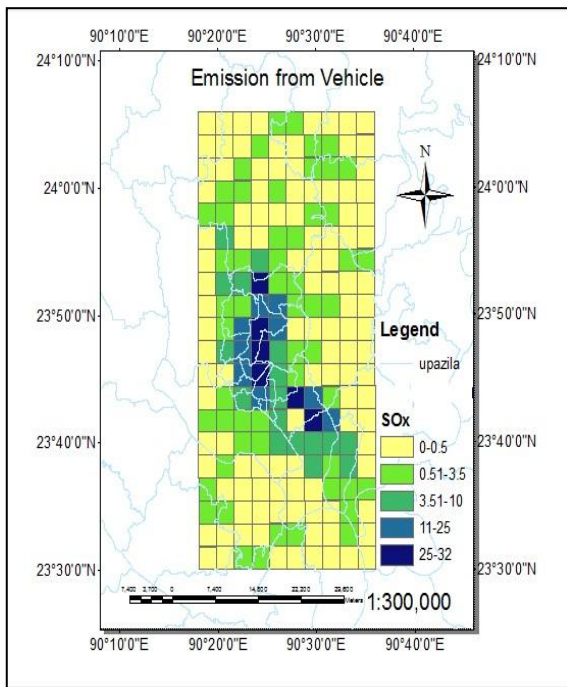 90°10'0"E 90°20'0"E 90°30'0"E 90°40'0"E
24°10'0"N 24°10'0"N
Emission from Vehicle
N
24°0'0"N 24°0'0"N
23°50'0"N 23°50'0"N
Legend
upazila
SOx
23°40'0"N 23°40'0"N
0-0.5
0.51-3.5
3.51-10
11-25
25-32
23°30'0"N 23°30'0"N
7,400 3,700 0 7,400 14,800 22,200 29,600
Meters
1:300,000
90°10'0"E 90°20'0"E 90°30'0"E 90°40'0"E